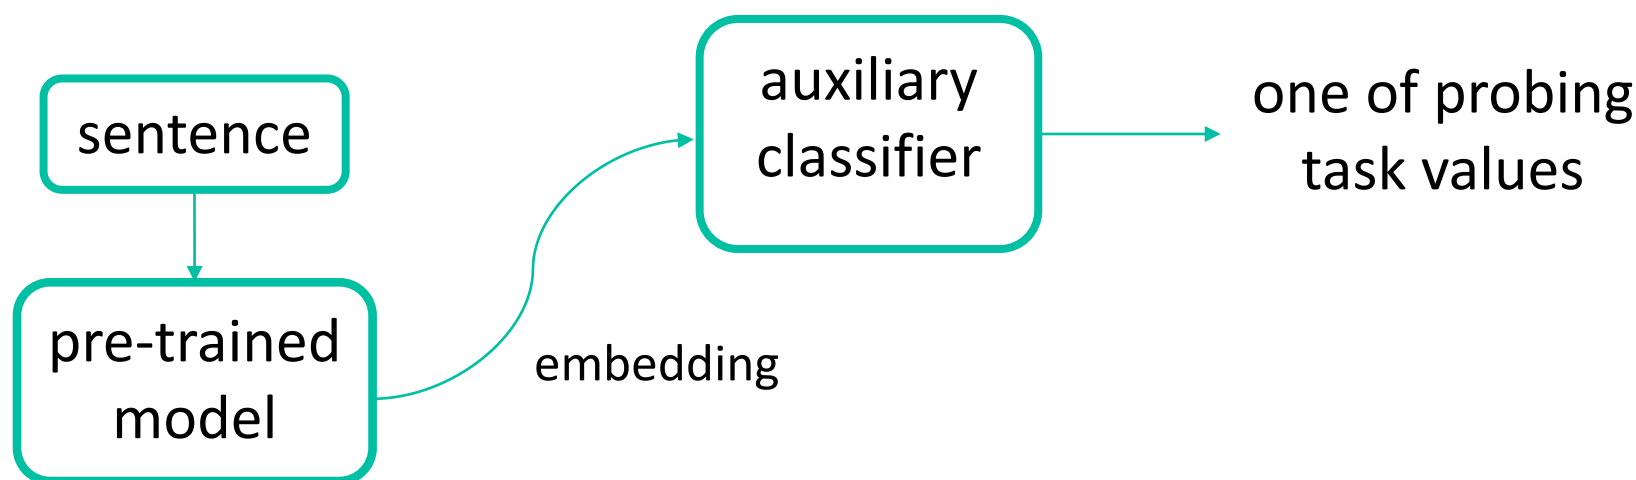 sentence
pre-trained
model
embedding
auxiliary
classifier
one of probing
task values